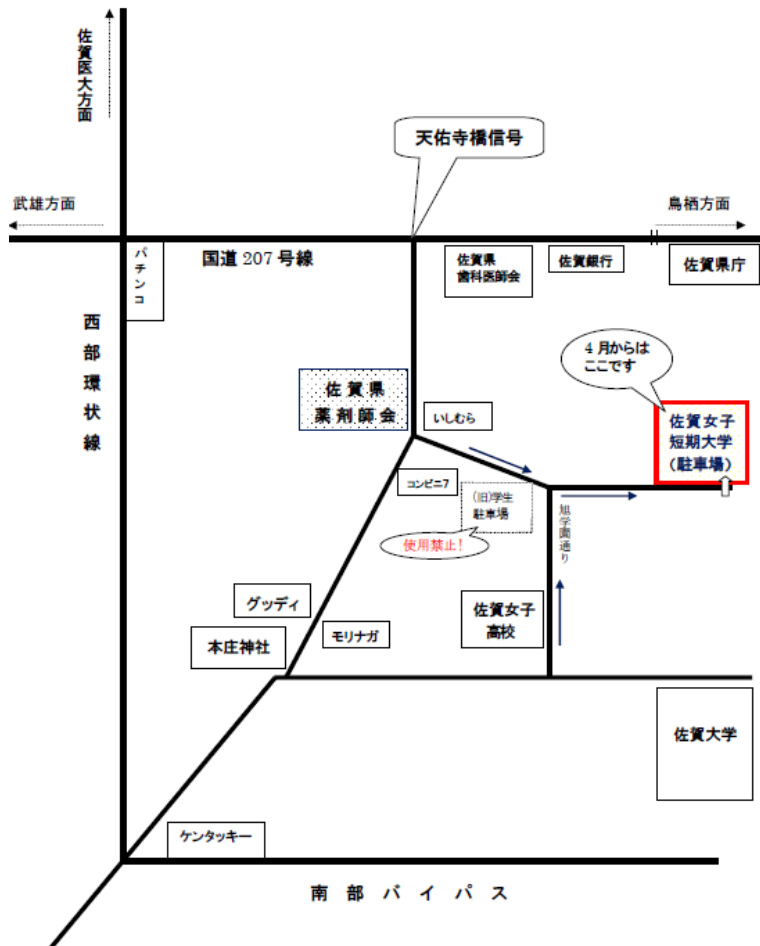 佐賀医大方面
天佑寺橋信号
武雄方面
鳥栖方面
パチンコ
国道 207 号線
佐賀県
歯科医師会
佐賀銀行
佐賀県庁
西部環状線
4 月からは
ここです
佐賀県
薬剤師会
いしむら
佐賀女子
短期大学
（駐車場）
コンビニ7
(旧)学生
駐車場
旭学園通り
使用禁止！
グッディ
佐賀女子
高校
本庄神社
モリナガ
佐賀大学
ケンタッキー
南部バイパス